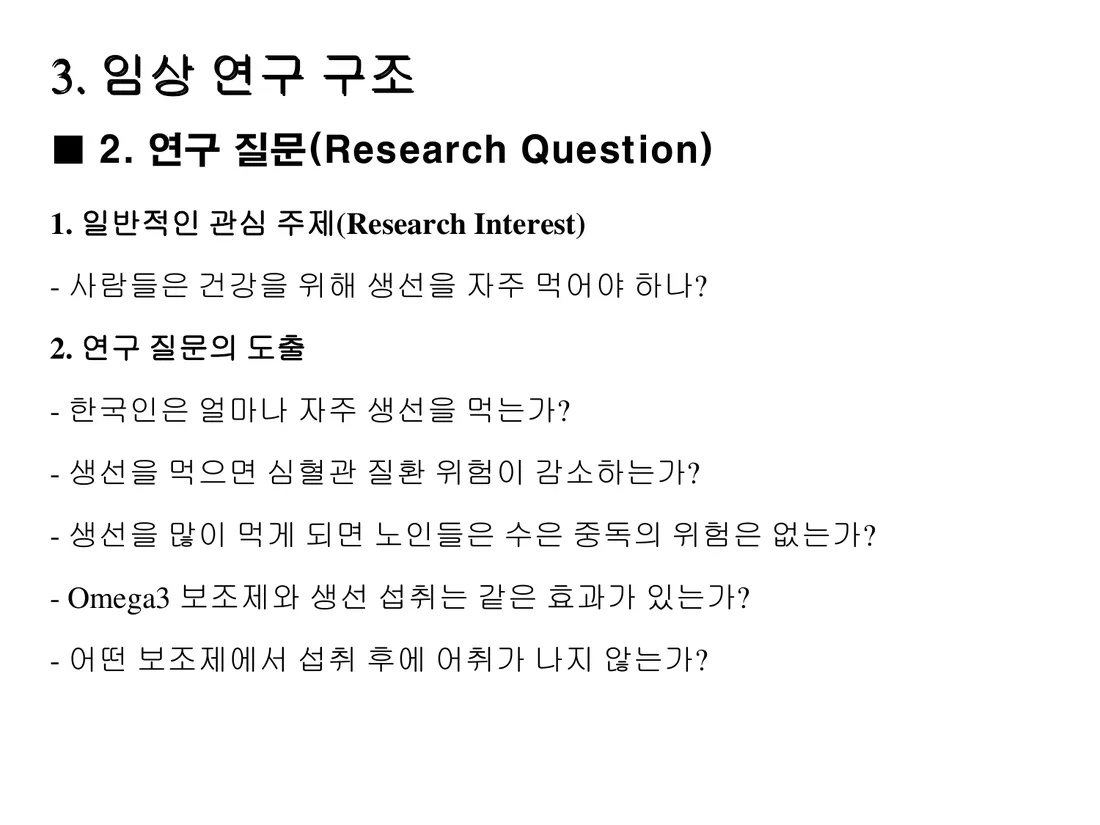 3. 임상 연구 구조
■ 2. 연구 질문(Research Question)
1. 일반적인 관심 주제(Research Interest)
- 사람들은 건강을 위해 생선을 자주 먹어야 하나?
2. 연구 질문의 도출
- 한국인은 얼마나 자주 생선을 먹는가?
- 생선을 먹으면 심혈관 질환 위험이 감소하는가?
- 생선을 많이 먹게 되면 노인들은 수은 중독의 위험은 없는가?
- Omega3 보조제와 생선 섭취는 같은 효과가 있는가?
- 어떤 보조제에서 섭취 후에 어취가 나지 않는가?